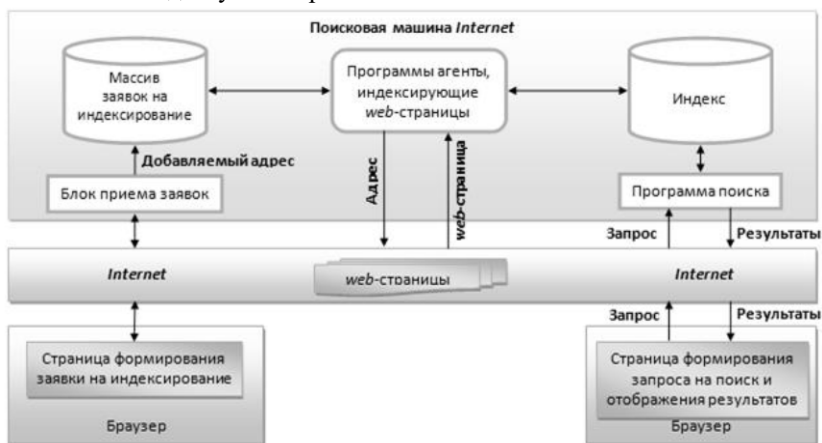 Поисковая машина Internet
Массив
заявок на
индексирование
Программы агенты,
индексирующие
web-страницы
Индекс
Добавляемый адрес
Блок приема заявок
Адрес
web-страница
Программа поиска
Запрос
Результаты
Internet
web-страницы
Internet
Запрос
Результаты
Страница формирования
заявки на индексирование
Браузер
Страница формирования
запроса на поиск и
отображения результатов
Браузер